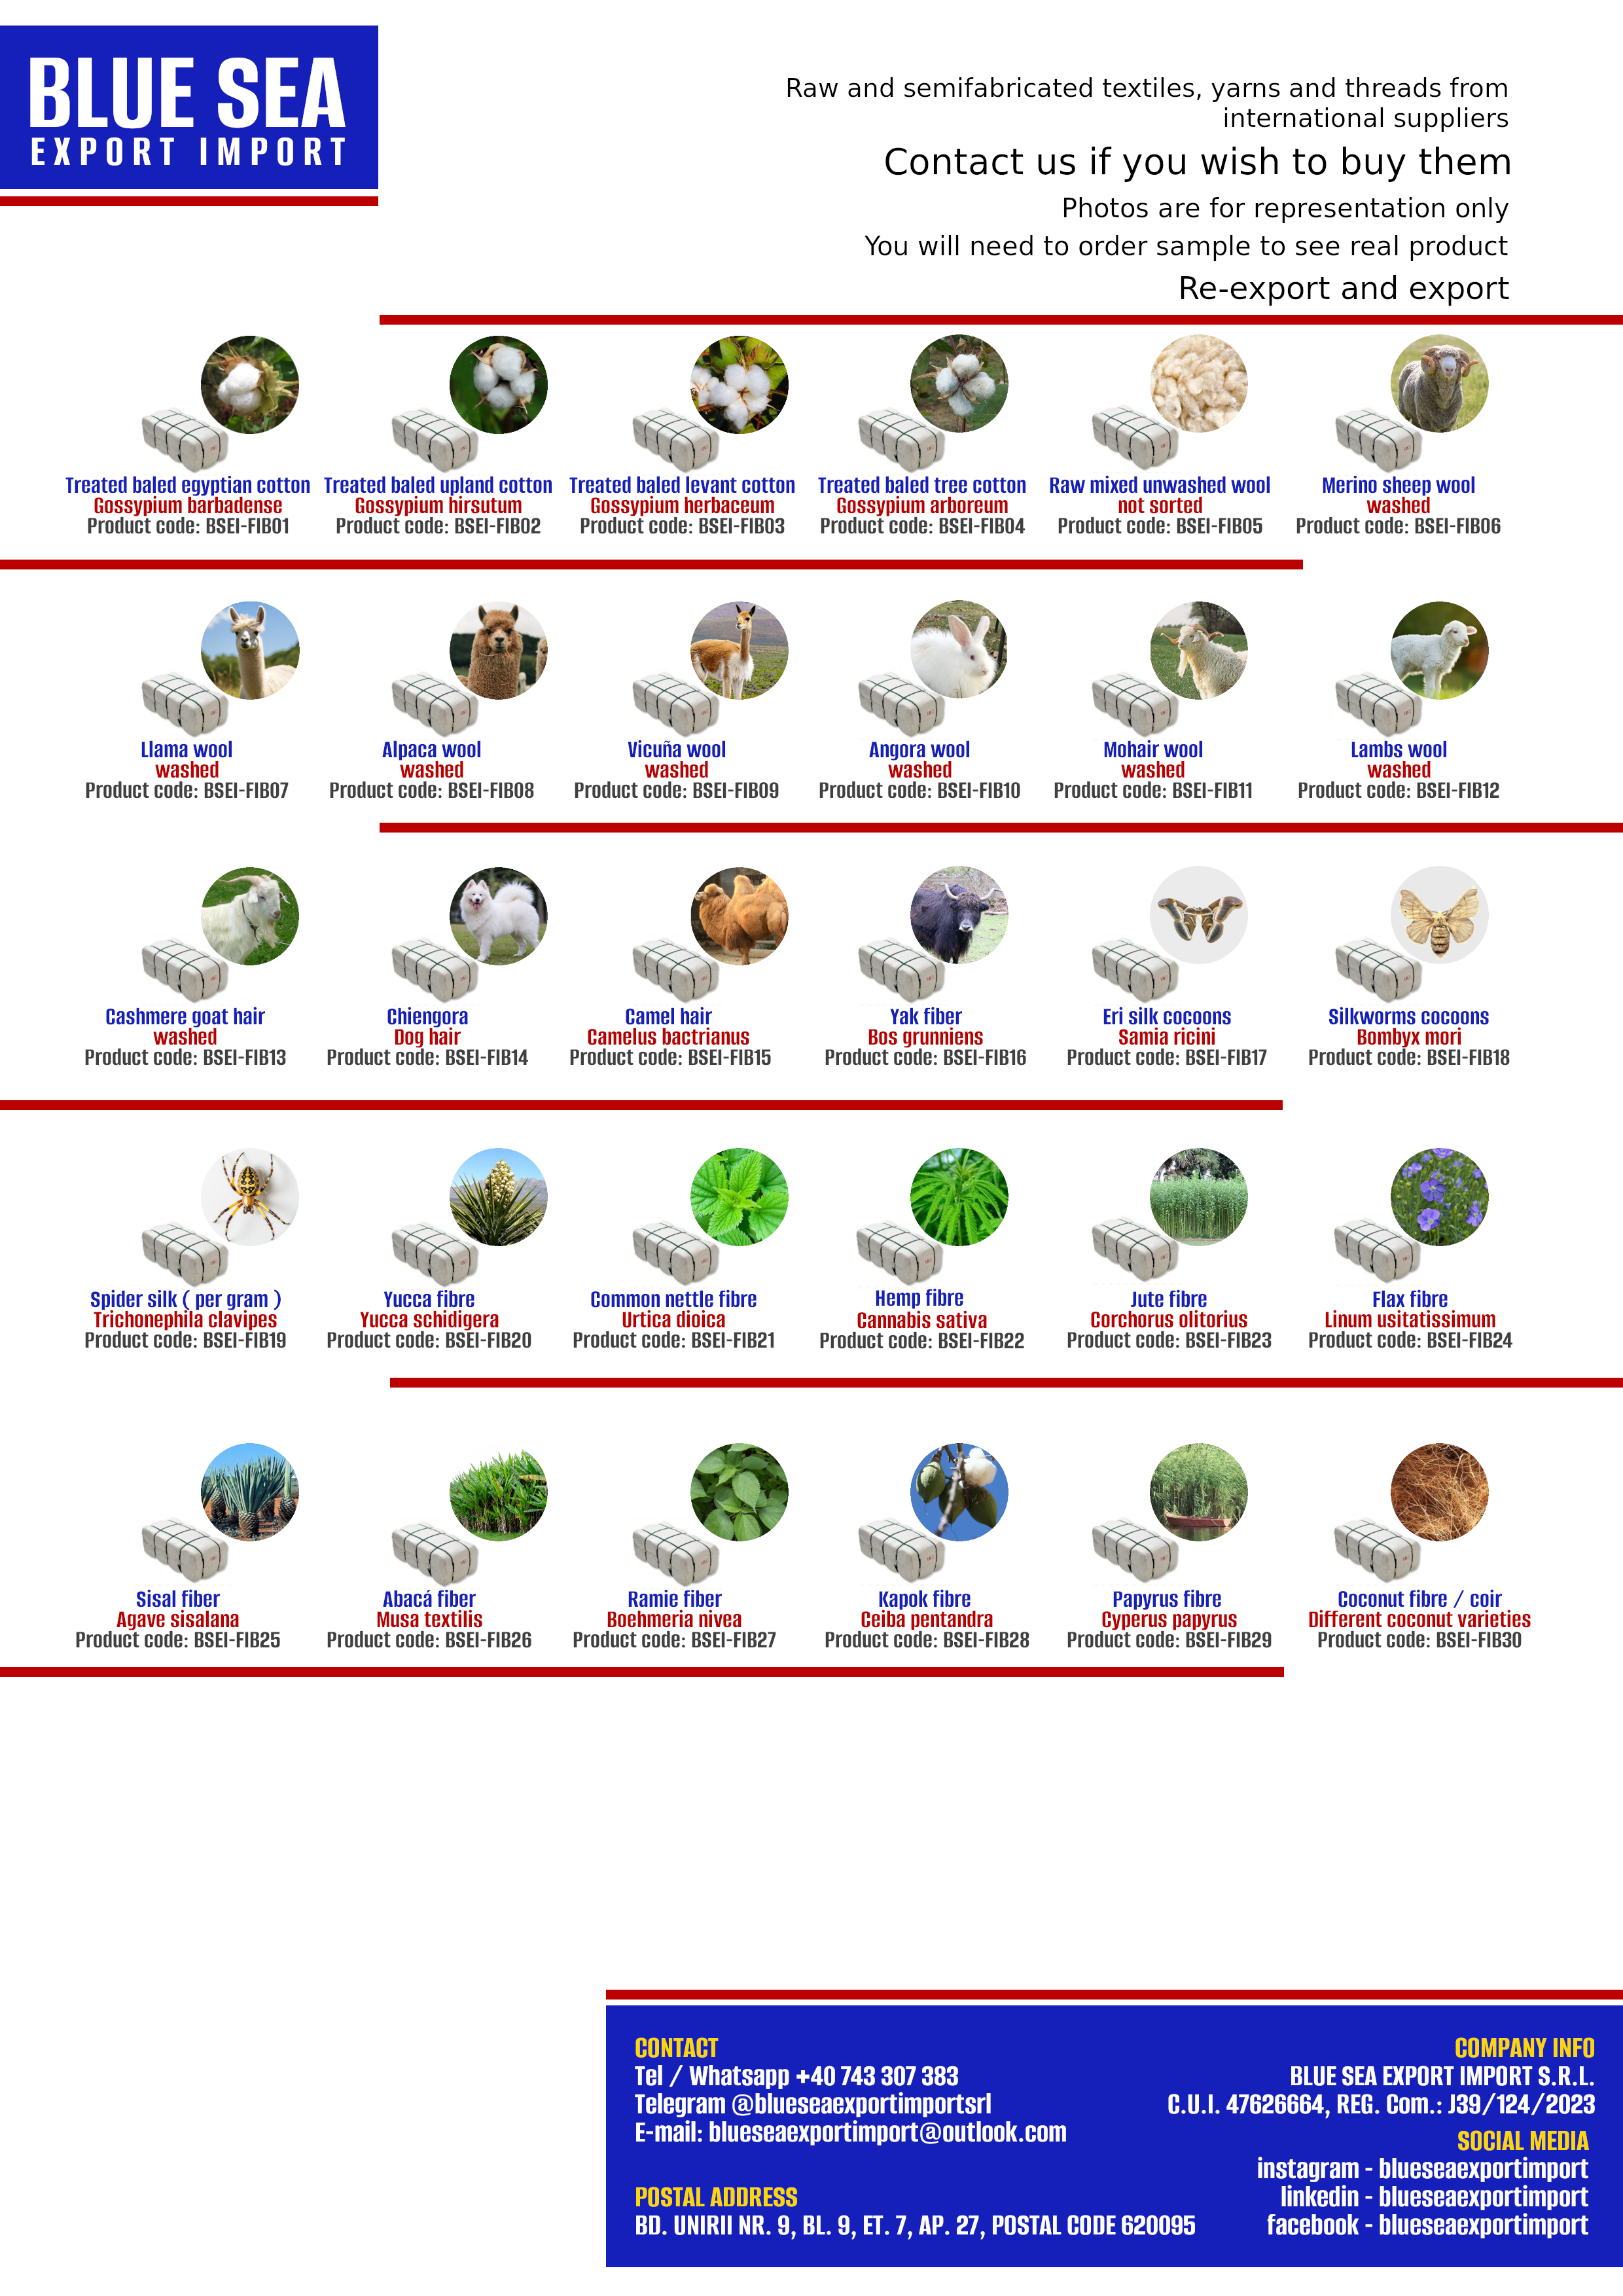 BLUE SEA
EXPORT IMPORT
Raw and semifabricated textiles, yarns and threads from
international suppliers
Contact us if you wish to buy them
Photos are for representation only
You will need to order sample to see real product
Re-export and export
Treated baled egyptian cotton
Gossypium barbadense
Product code: BSEI-FIB01
Treated baled upland cotton
Gossypium hirsutum
Product code: BSEI-FIB02
Treated baled levant cotton
Gossypium herbaceum
Product code: BSEI-FIB03
Treated baled tree cotton
Gossypium arboreum
Product code: BSEI-FIB04
Raw mixed unwashed wool
not sorted
Product code: BSEI-FIB05
Merino sheep wool
washed
Product code: BSEI-FIB06
Llama wool
washed
Product code: BSEI-FIB07
Alpaca wool
washed
Product code: BSEI-FIB08
Vicuña wool
washed
Product code: BSEI-FIB09
Angora wool
washed
Product code: BSEI-FIB10
Mohair wool
washed
Product code: BSEI-FIB11
Lambs wool
washed
Product code: BSEI-FIB12
Cashmere goat hair
washed
Product code: BSEI-FIB13
Chiengora
Dog hair
Product code: BSEI-FIB14
Camel hair
Camelus bactrianus
Product code: BSEI-FIB15
Yak fiber
Bos grunniens
Product code: BSEI-FIB16
Eri silk cocoons
Samia ricini
Product code: BSEI-FIB17
Silkworms cocoons
Bombyx mori
Product code: BSEI-FIB18
Spider silk ( per gram )
Trichonephila clavipes
Product code: BSEI-FIB19
Yucca fibre
Yucca schidigera
Product code: BSEI-FIB20
Common nettle fibre
Urtica dioica
Product code: BSEI-FIB21
Hemp fibre
Cannabis sativa
Product code: BSEI-FIB22
Jute fibre
Corchorus olitorius
Product code: BSEI-FIB23
Flax fibre
Linum usitatissimum
Product code: BSEI-FIB24
Sisal fiber
Agave sisalana
Product code: BSEI-FIB25
Abacá fiber
Musa textilis
Product code: BSEI-FIB26
Ramie fiber
Boehmeria nivea
Product code: BSEI-FIB27
Kapok fibre
Ceiba pentandra
Product code: BSEI-FIB28
Papyrus fibre
Cyperus papyrus
Product code: BSEI-FIB29
Coconut fibre / coir
Different coconut varieties
Product code: BSEI-FIB30
CONTACT
Tel / Whatsapp +40 743 307 383
Telegram @blueseaexportimportsrl
E-mail: blueseaexportimport@outlook.com
POSTAL ADDRESS
BD. UNIRII NR. 9, BL. 9, ET. 7, AP. 27, POSTAL CODE 620095
COMPANY INFO
BLUE SEA EXPORT IMPORT S.R.L.
C.U.I. 47626664, REG. Com.: J39/124/2023
SOCIAL MEDIA
instagram - blueseaexportimport
linkedin - blueseaexportimport
facebook - blueseaexportimport